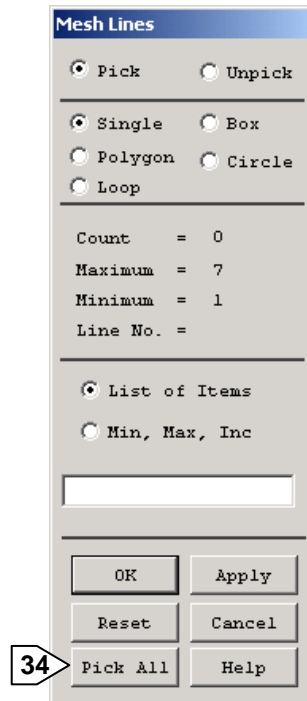 Mesh Lines
Pick Unpick
Single Box
Polygon Circle
Loop
Count = 0
Maximum = 7
Minimum = 1
Line No. =
List of Items
Min, Max, Inc
OK Apply
Reset Cancel
34 Pick All Help